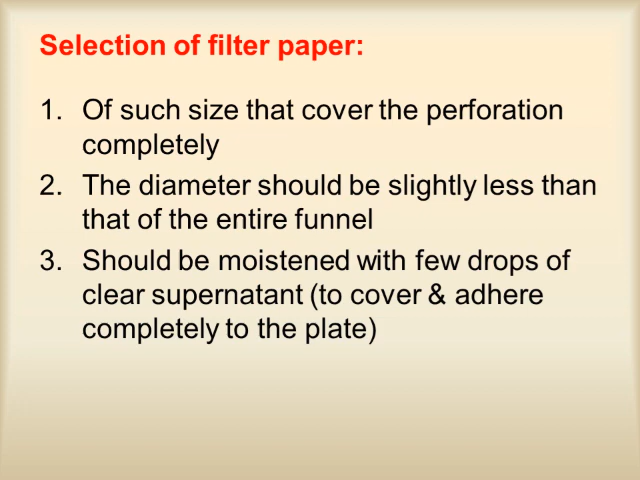 Selection of filter paper:
1. Of such size that cover the perforation
completely
2. The diameter should be slightly less than
that of the entire funnel
3. Should be moistened with few drops of
clear supernatant (to cover & adhere
completely to the plate)